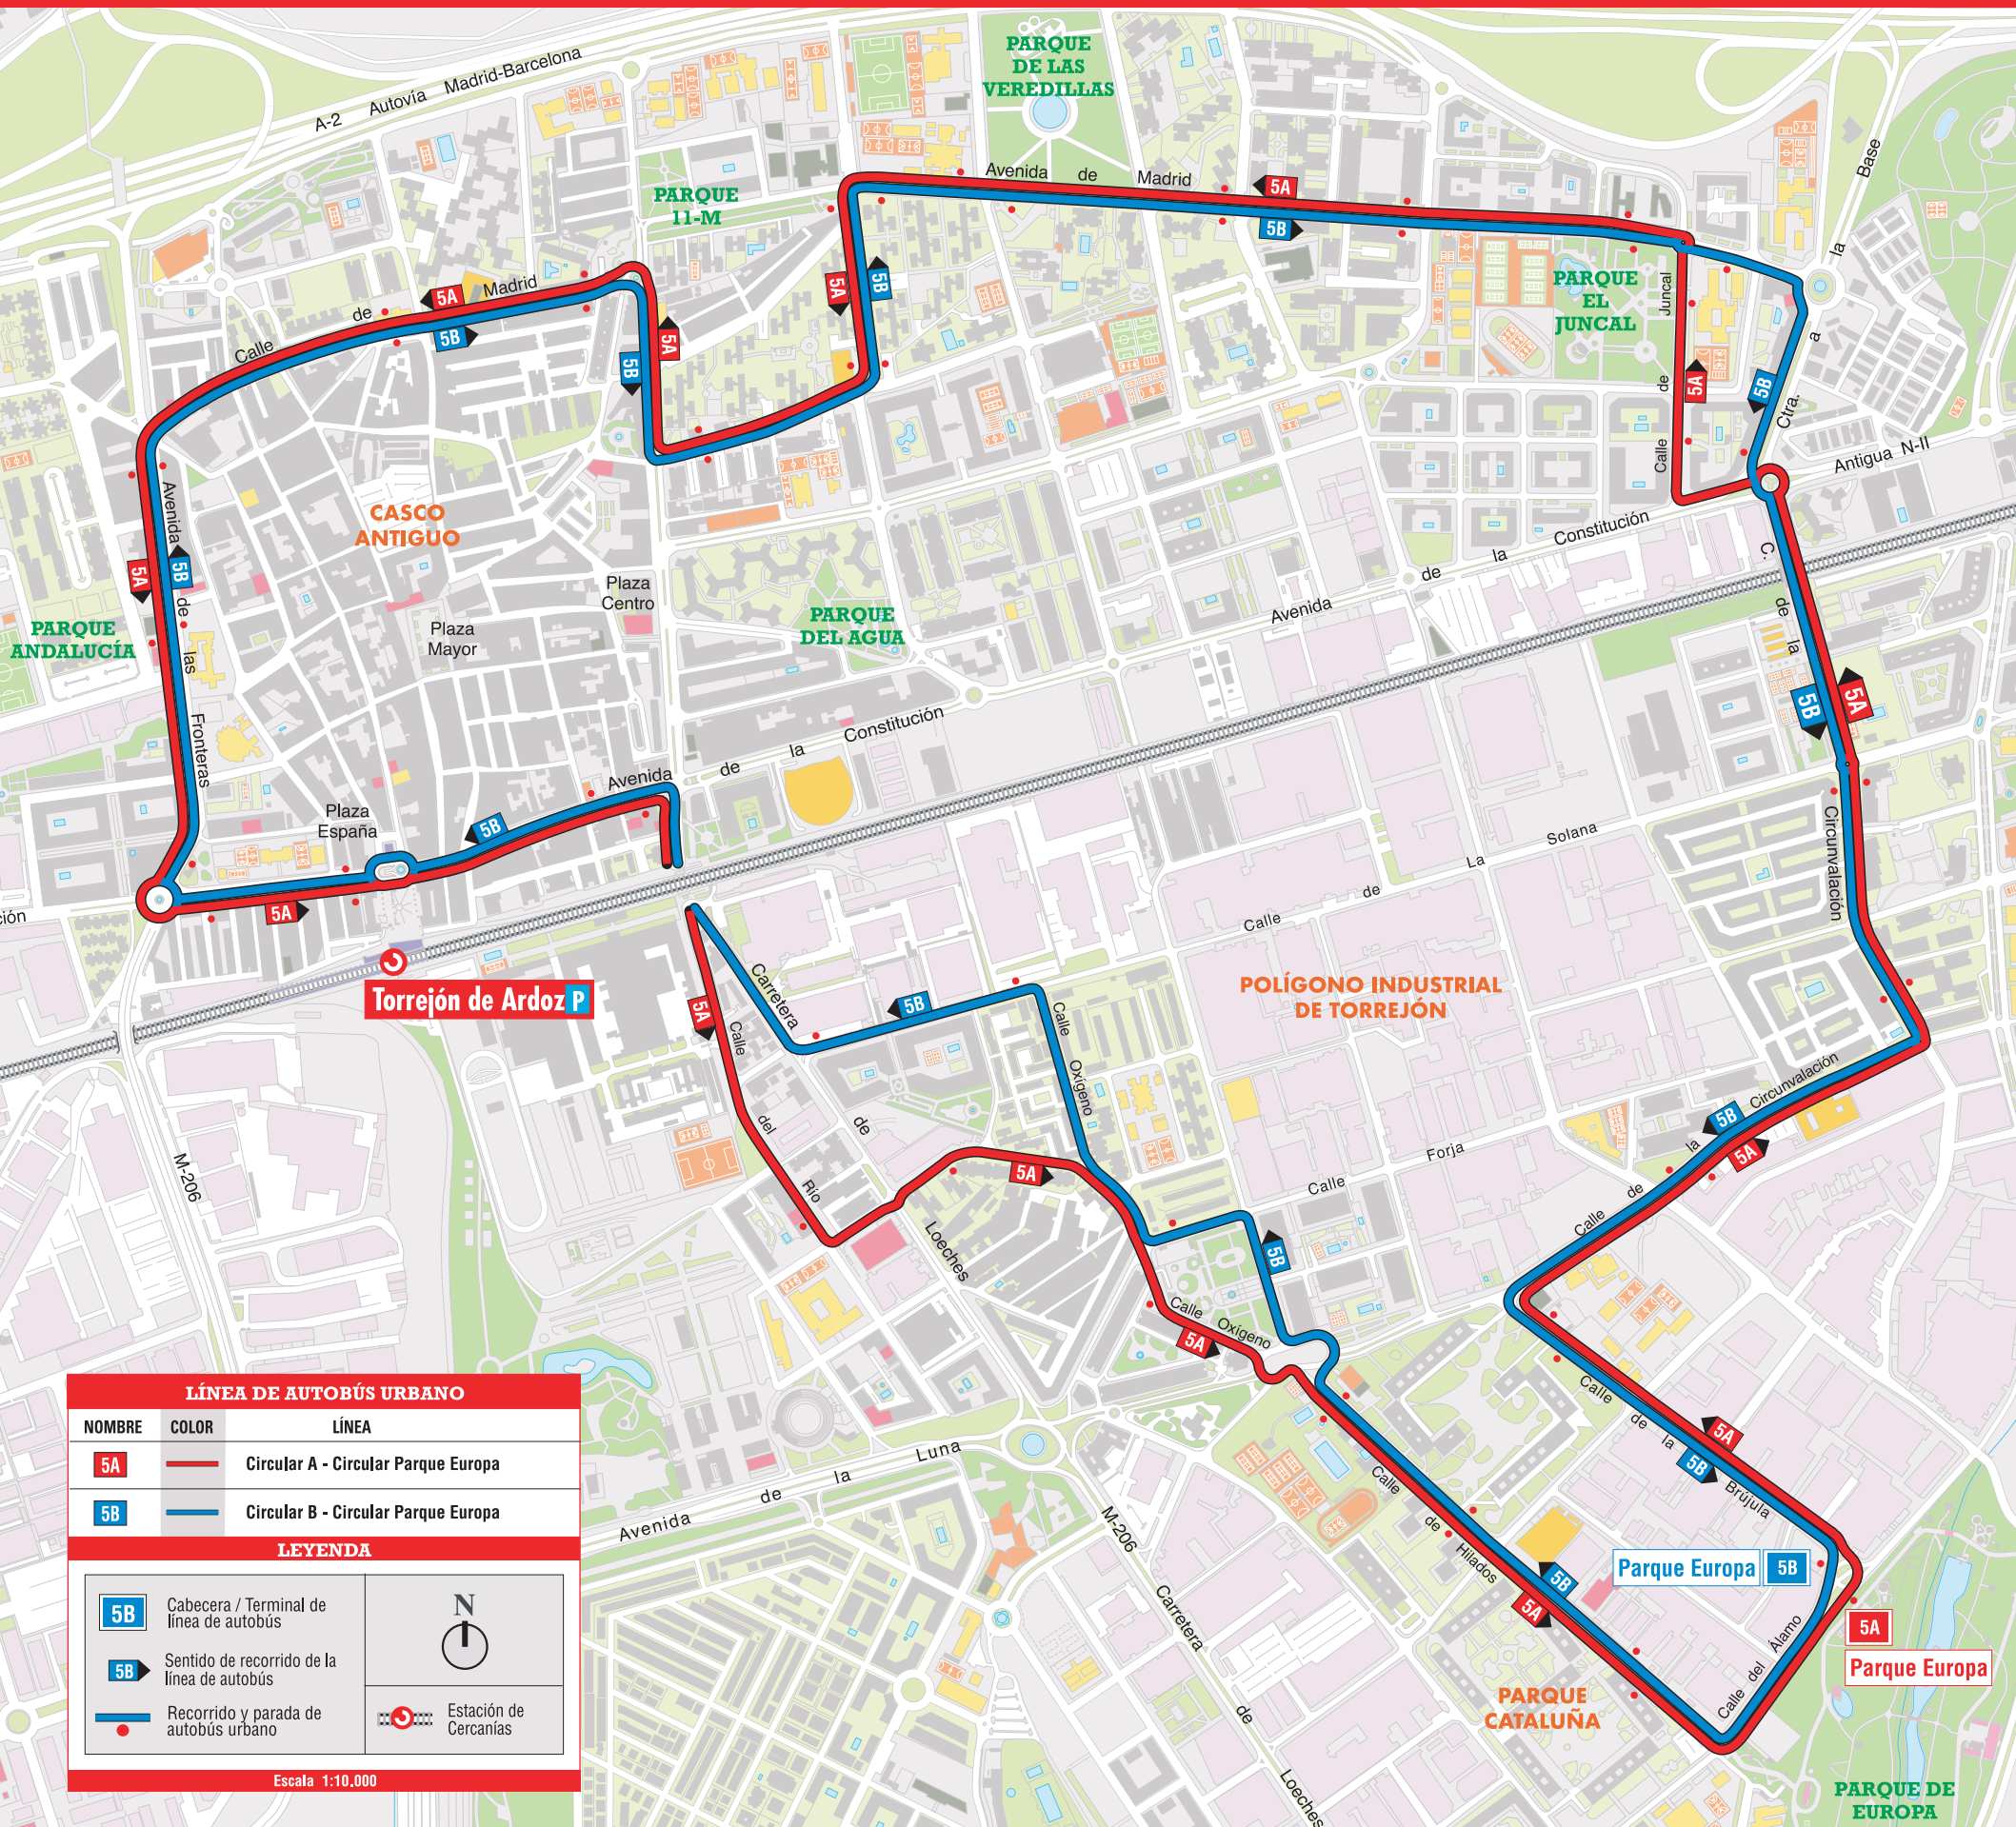 A-2 Autovía Madrid-Barcelona
PARQUE
DE LAS
VEREDILLAS
Base
la
a
Ctra.
Avenida de Madrid
5A
5B
PARQUE
11-M
5A
5B
PARQUE
EL
JUNCAL
Calle de Juncal
5A
5B
Calle de Madrid
5A
5B
5A
5B
Antigua N-II
CASCO
ANTIGUO
Avenida de las Fronteras
5A
5B
Plaza
Centro
Plaza
Mayor
PARQUE
ANDALUCÍA
PARQUE
DEL AGUA
Avenida de la Constitución
C. de la Circunvalación
5B
5A
Avenida de la Constitución
Plaza
España
5B
5A
ción
Torrejón de Ardoz P
Calle de La Solana
POLÍGONO INDUSTRIAL
DE TORREJÓN
Carretera de Loeches
5B
5A
Calle del Río
Calle Oxígeno
5A
Calle Forja
5B
Calle Oxígeno
5A
Calle de la Circunvalación
5B
5A
M-206
Calle de la Brújula
5A
5B
Avenida de la Luna
M-206
Carretera de Loeches
Calle de Hilados
5B
5A
Parque Europa 5B
5A
Parque Europa
Calle del Álamo
PARQUE
CATALUÑA
PARQUE DE
EUROPA
LÍNEA DE AUTOBÚS URBANO
NOMBRE COLOR LÍNEA
5A Circular A - Circular Parque Europa
5B Circular B - Circular Parque Europa
LEYENDA
5B Cabecera / Terminal de
línea de autobús
5B Sentido de recorrido de la
línea de autobús
Recorrido y parada de
autobús urbano
N
Estación de
Cercanías
Escala 1:10.000